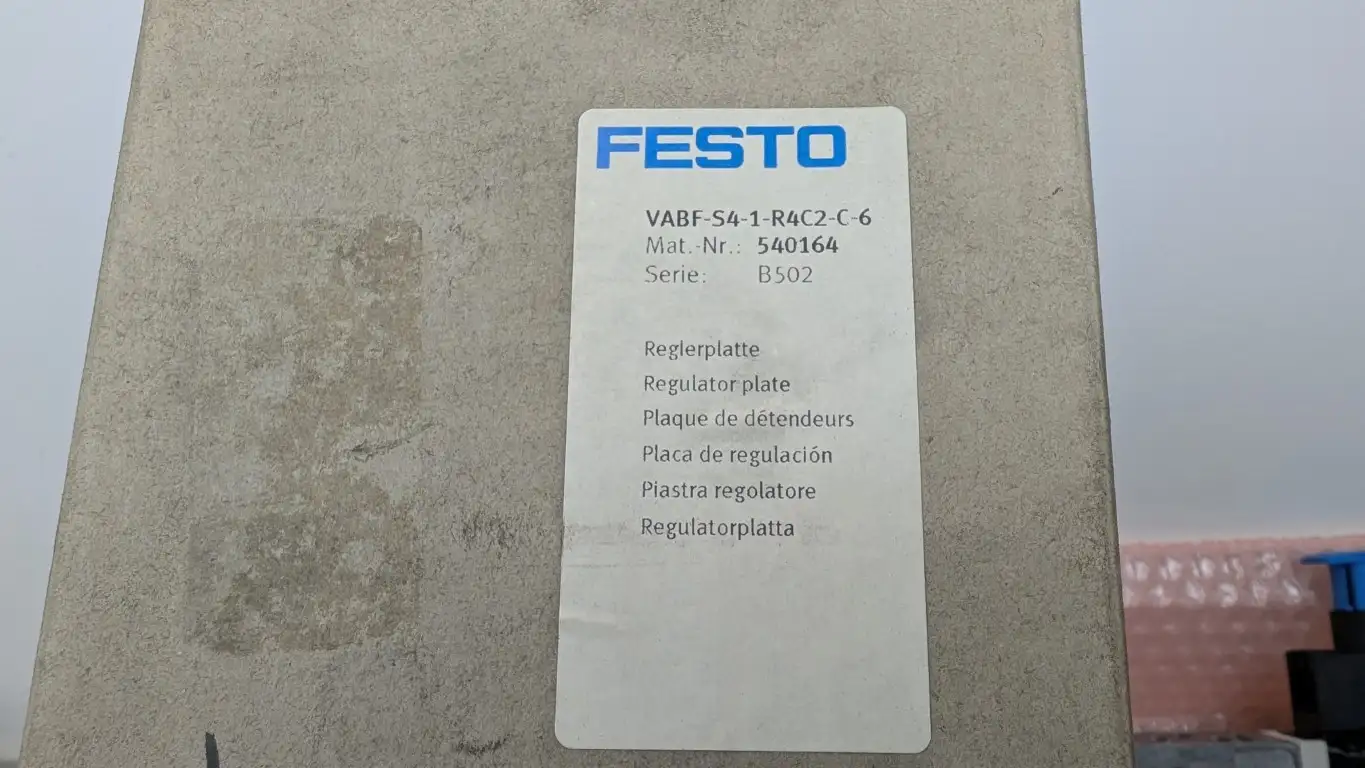 FESTO
VABF-S4-1-R4C2-C-6
Mat.-Nr.: 540164
Serie: B502
Reglerplatte
Regulator plate
Plaque de détendeurs
Placa de regulación
Piastra regolatore
Regulatorplatta